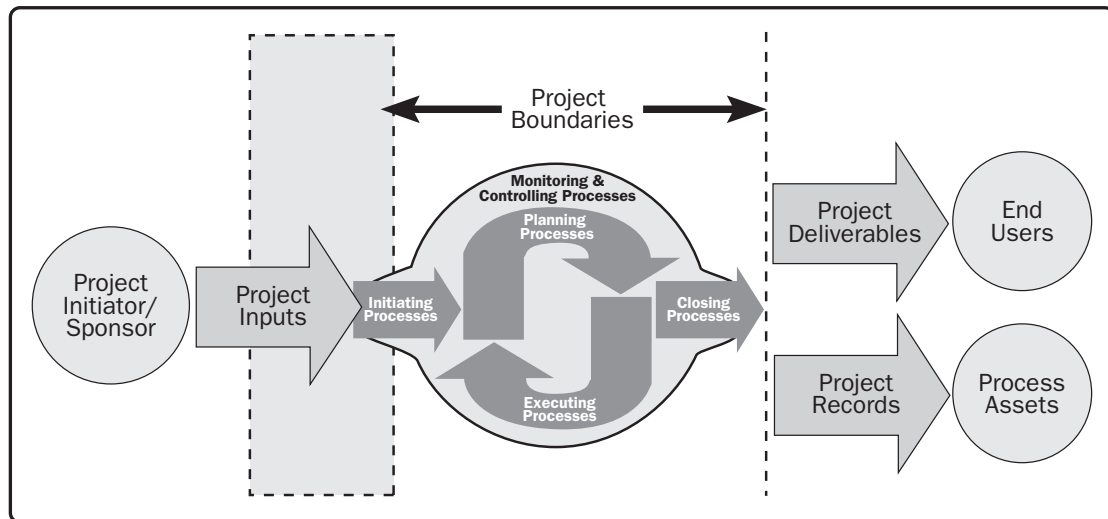 Project
Boundaries
Monitoring &
Controlling Processes
Planning
Processes
Project
Initiator/
Sponsor
Project
Inputs
Initiating
Processes
Closing
Processes
Executing
Processes
Project
Deliverables
End
Users
Project
Records
Process
Assets